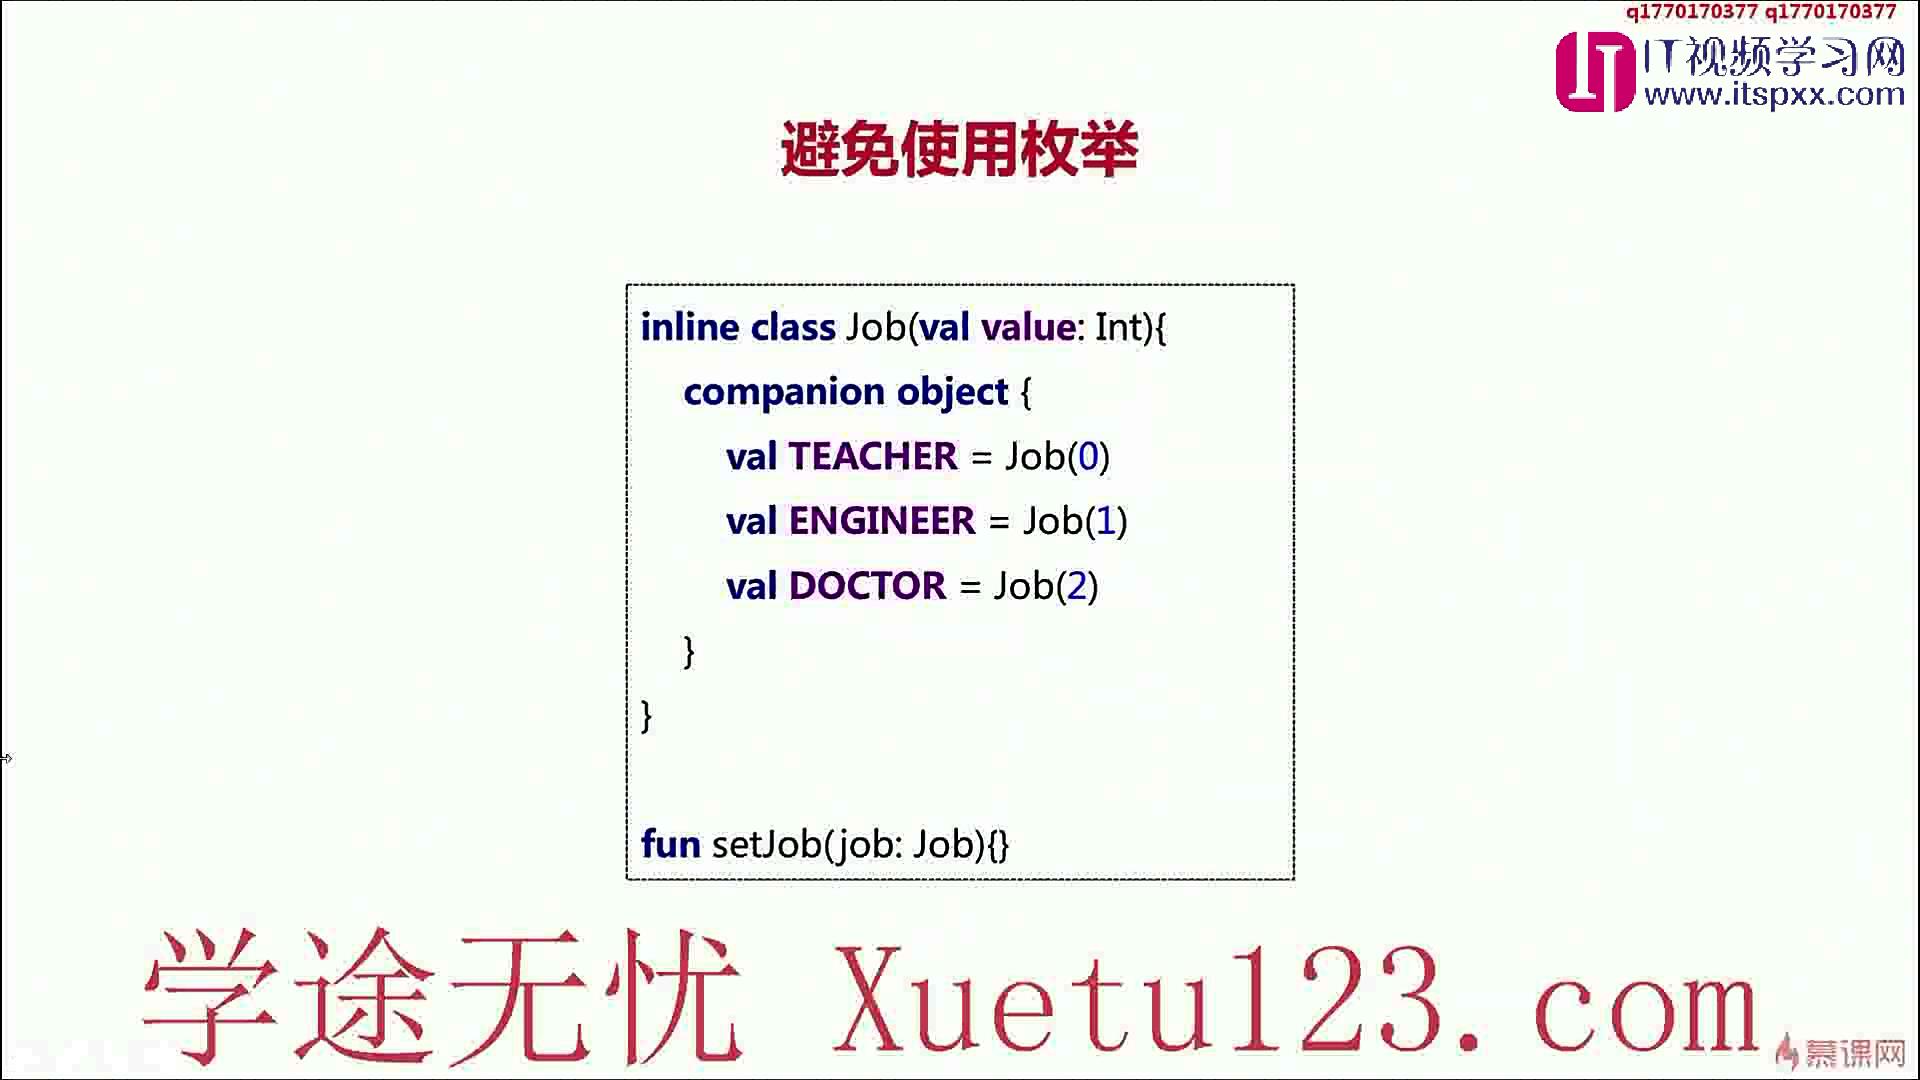 q1770170377 q1770170377
IT视频学习网
www.itspxx.com
避免使用枚举
inline class Job(val value: Int){
companion object {
val TEACHER = Job(0)
val ENGINEER = Job(1)
val DOCTOR = Job(2)
}
}
fun setJob(job: Job){}
学途无忧 Xuetu123.com
慕课网